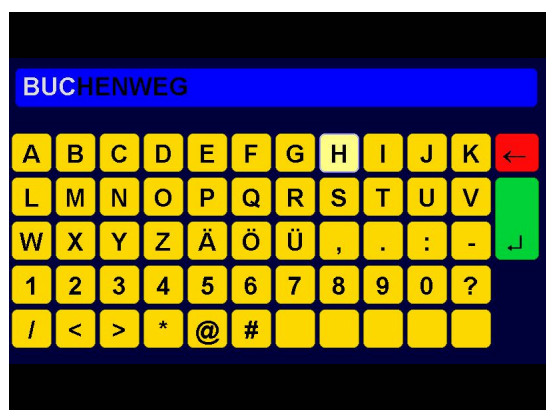 BUCHENWEG
A B C D E F G H I J K ←
L M N O P Q R S T U V
W X Y Z Ä Ö Ü , . : - ↵
1 2 3 4 5 6 7 8 9 0 ?
/ < > * @ #